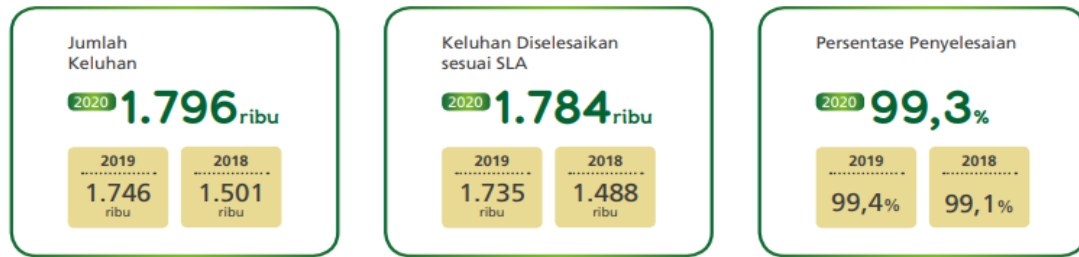 Jumlah
Keluhan
2020 1.796 ribu
2019
1.746
ribu
2018
1.501
ribu
Keluhan Diselesaikan
sesuai SLA
2020 1.784 ribu
2019
1.735
ribu
2018
1.488
ribu
Persentase Penyelesaian
2020 99,3%
2019
99,4%
2018
99,1%